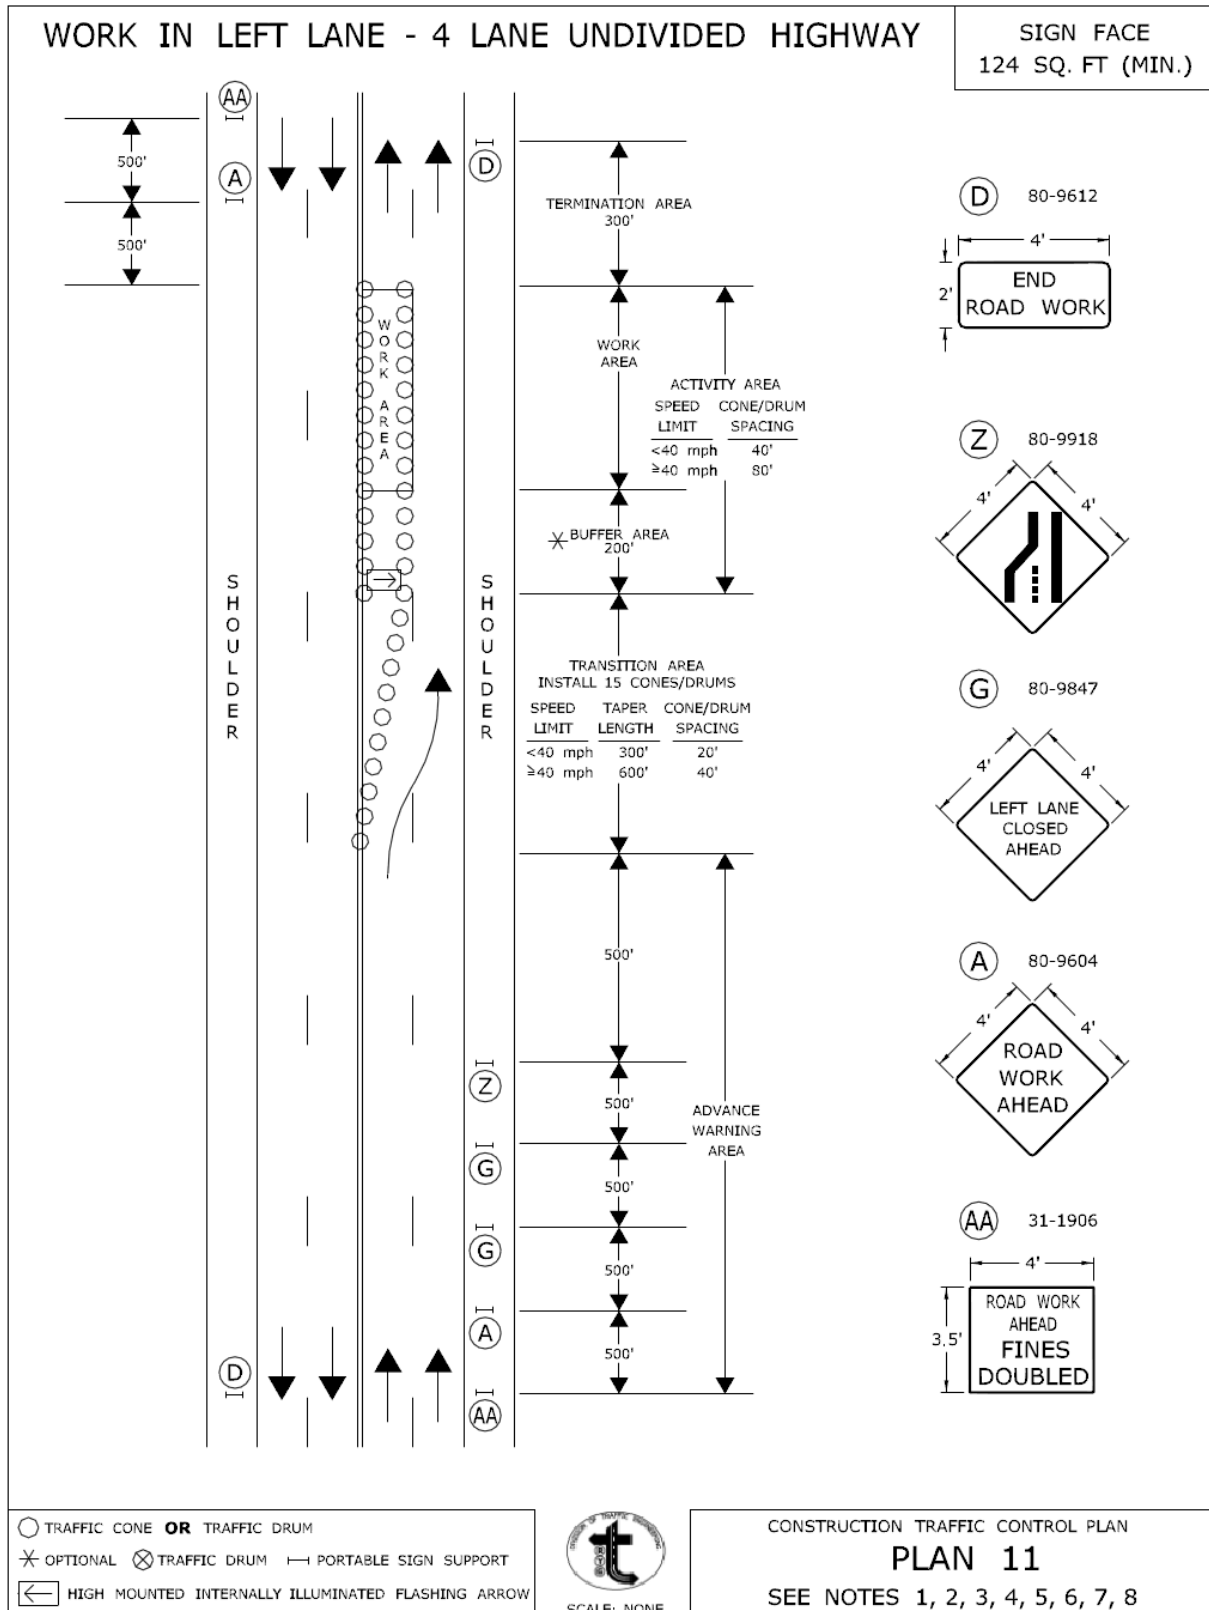 WORK IN LEFT LANE - 4 LANE UNDIVIDED HIGHWAY
SIGN FACE
124 SQ. FT (MIN.)
AA
500'
A
500'
D
TERMINATION AREA
300'
WORK AREA
WORK
AREA
ACTIVITY AREA
SPEED CONE/DRUM
LIMIT SPACING
<40 mph 40'
≥40 mph 80'
BUFFER AREA
200'
SHOULDER
SHOULDER
TRANSITION AREA
INSTALL 15 CONES/DRUMS
SPEED TAPER CONE/DRUM
LIMIT LENGTH SPACING
<40 mph 300' 20'
≥40 mph 600' 40'
500'
Z
500'
G
500'
G
500'
A
500'
AA
D
ADVANCE
WARNING
AREA
D 80-9612
4'
2'
END
ROAD WORK
Z 80-9918
4' 4'
G 80-9847
4' 4'
LEFT LANE
CLOSED
AHEAD
A 80-9604
4' 4'
ROAD
WORK
AHEAD
AA 31-1906
4'
3.5'
ROAD WORK
AHEAD
FINES
DOUBLED
TRAFFIC CONE OR TRAFFIC DRUM
OPTIONAL TRAFFIC DRUM PORTABLE SIGN SUPPORT
HIGH MOUNTED INTERNALLY ILLUMINATED FLASHING ARROW
SCALE: NONE
CONSTRUCTION TRAFFIC CONTROL PLAN
PLAN 11
SEE NOTES 1, 2, 3, 4, 5, 6, 7, 8